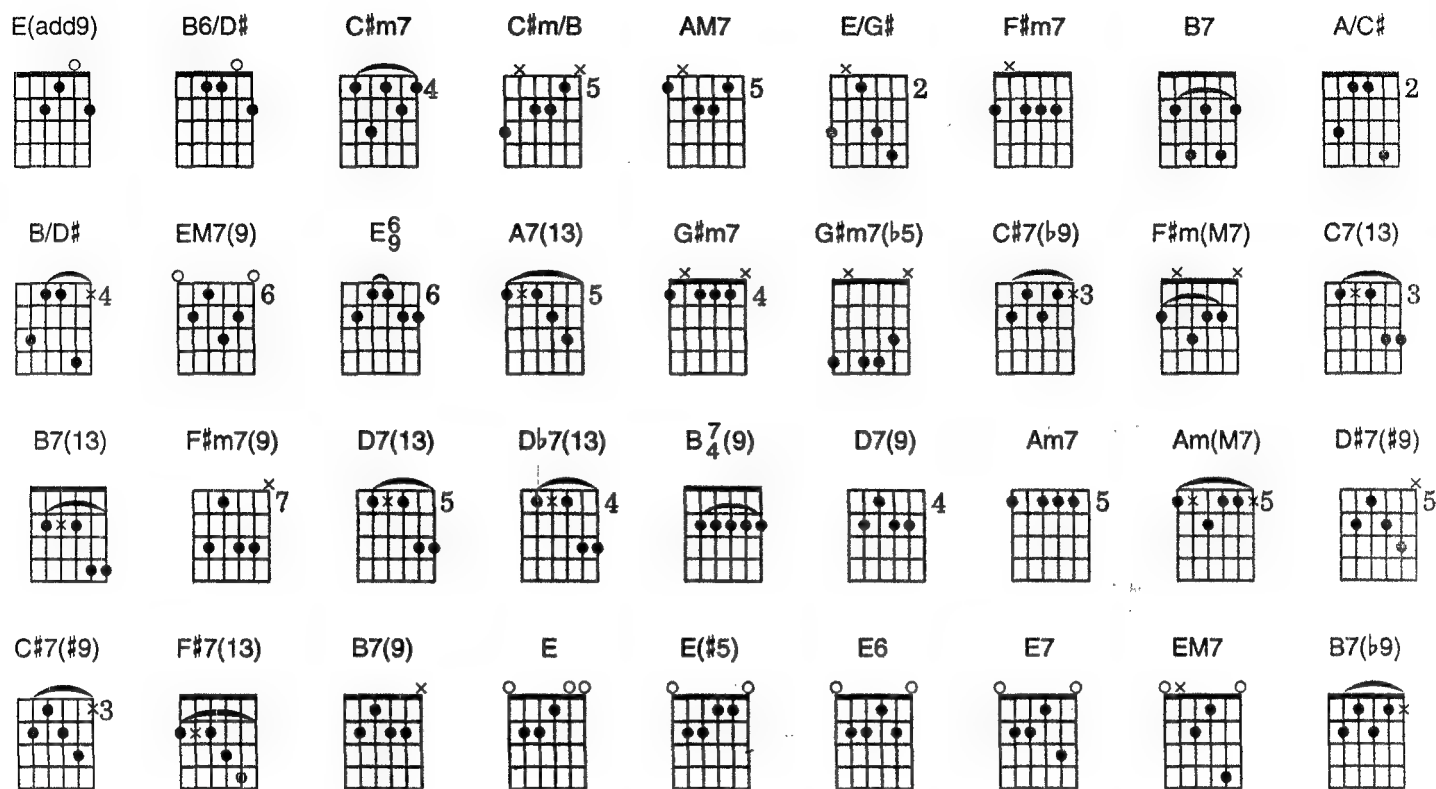 E(add9) B6/D♯ C♯m7 C♯m/B AM7 E/G♯ F♯m7 B7 A/C♯
4 5 5 2 2
B/D♯ EM7(9) E6/9 A7(13) G♯m7 G♯m7(♭5) C♯7(♭9) F♯m(M7) C7(13)
4 6 6 5 4 3 3
B7(13) F♯m7(9) D7(13) D♭7(13) B7/4(9) D7(9) Am7 Am(M7) D♯7(♯9)
7 5 4 4 5 5 5
C♯7(♯9) F♯7(13) B7(9) E E(♯5) E6 E7 EM7 B7(♭9)
3